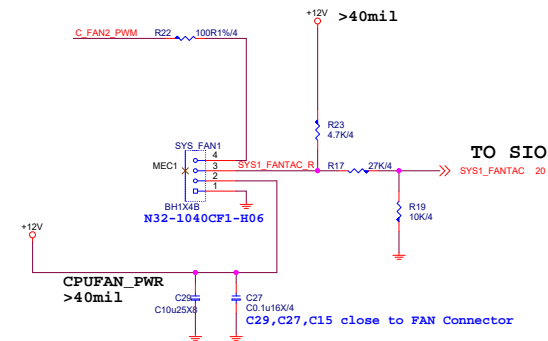 +12V
>40mil
C_FAN2_PWM
R22
100R1%/4
R23
4.7K/4
SYS_FAN1
4
3
2
1
MEC1
SYS1_FANTAC_R
R17
27K/4
TO SIO
SYS1_FANTAC 20
BH1X4B
N32-1040CF1-H06
R19
10K/4
+12V
CPUFAN_PWR
>40mil
C29
C10u25X8
C27
C0.1u16X/4
C29,C27,C15 close to FAN Connector